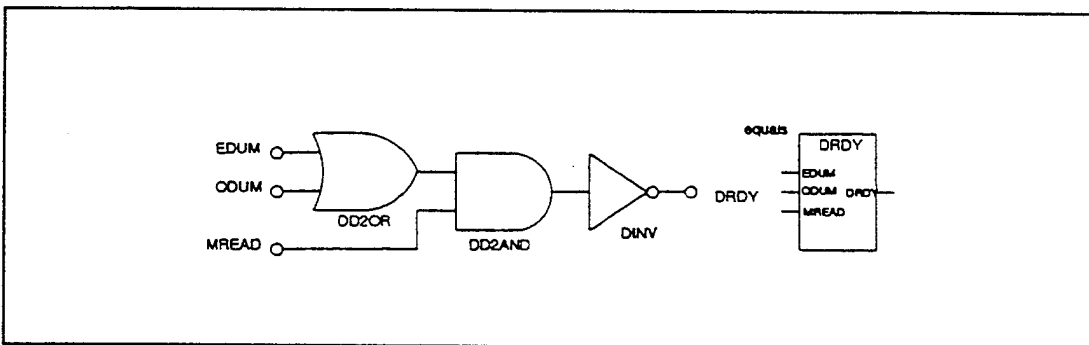 EDUM
ODUM
MREAD
DD2OR
DD2AND
DINV
DRDY
equals
DRDY
EDUM
ODUM
DRDY
MREAD